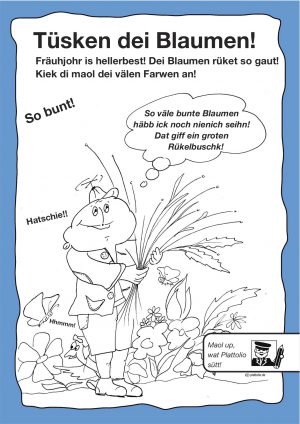 Tüsken dei Blaumen!
Fräuhjohr is hellerbest! Dei Blaumen rüket so gaut!
Kiek di maol dei välen Farwen an!
So bunt!
So väle bunte Blaumen
häbb ick noch nienich seihn!
Dat giff ein groten
Rükelbuschk!
Hatschie!!
Hhmmm!
Maol up,
wat Plattolio
sütt!
(C) plattolio.de